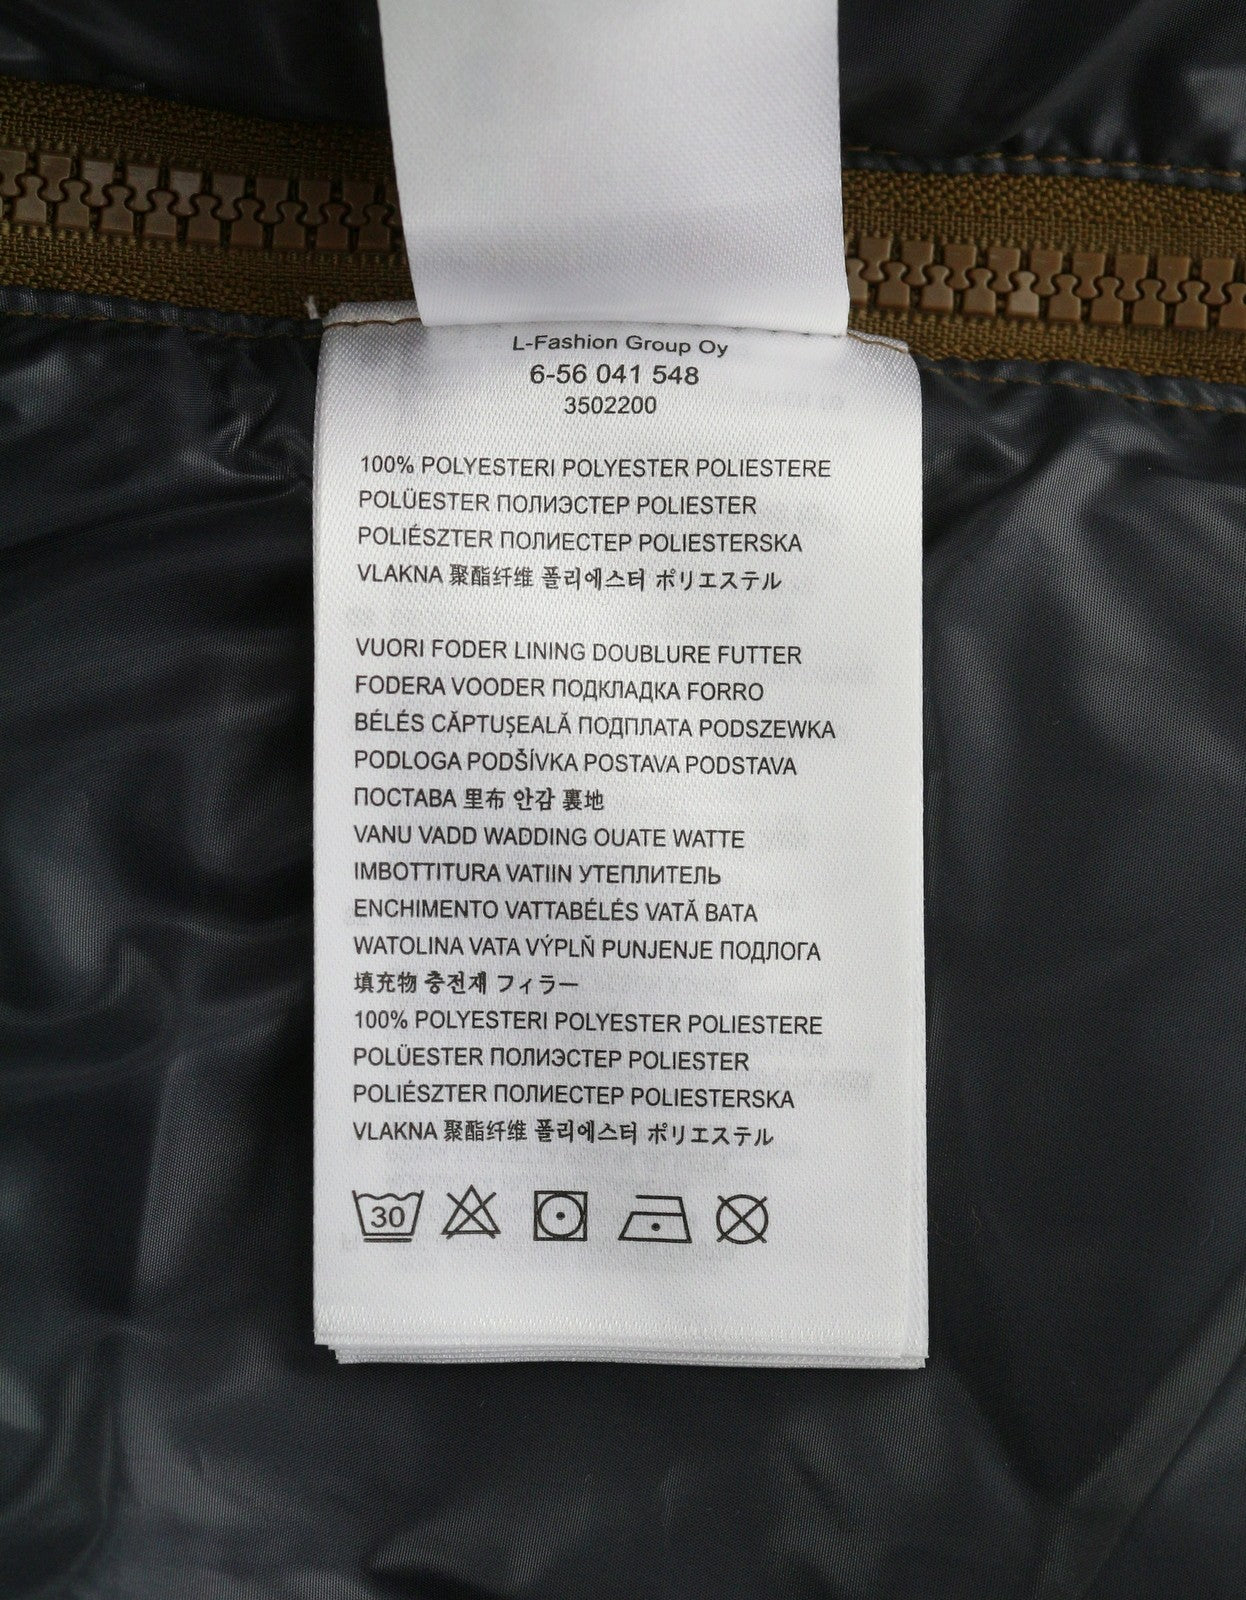 L-Fashion Group Oy
6-56 041 548
3502200
100% POLYESTERI POLYESTER POLIESTERE
POLÜESTER ПОЛИЭСТЕР POLIESTER
POLIÉSZTER ПОЛИЕСТЕР POLIESTERSKA
VLAKNA 聚酯纤维 폴리에스터 ポリエステル
VUORI FODER LINING DOUBLURE FUTTER
FODERA VOODER ПОДКЛАДКА FORRO
BÉLÉS CĂPTUŞEALĂ ПОДПЛАТА PODSZEWKA
PODLOGA PODŠÍVKA POSTAVA PODSTAVA
ПОСТАВА 里布 안감 裏地
VANU VADD WADDING OUATE WATTE
IMBOTTITURA VATIIN УТЕПЛИТЕЛЬ
ENCHIMENTO VATTABÉLÉS VATĂ BATA
WATOLINA VATA VÝPLŇ PUNJENJE ПОДЛОГА
填充物 충전재 フィラー
100% POLYESTERI POLYESTER POLIESTERE
POLÜESTER ПОЛИЭСТЕР POLIESTER
POLIÉSZTER ПОЛИЕСТЕР POLIESTERSKA
VLAKNA 聚酯纤维 폴리에스터 ポリエステル
30